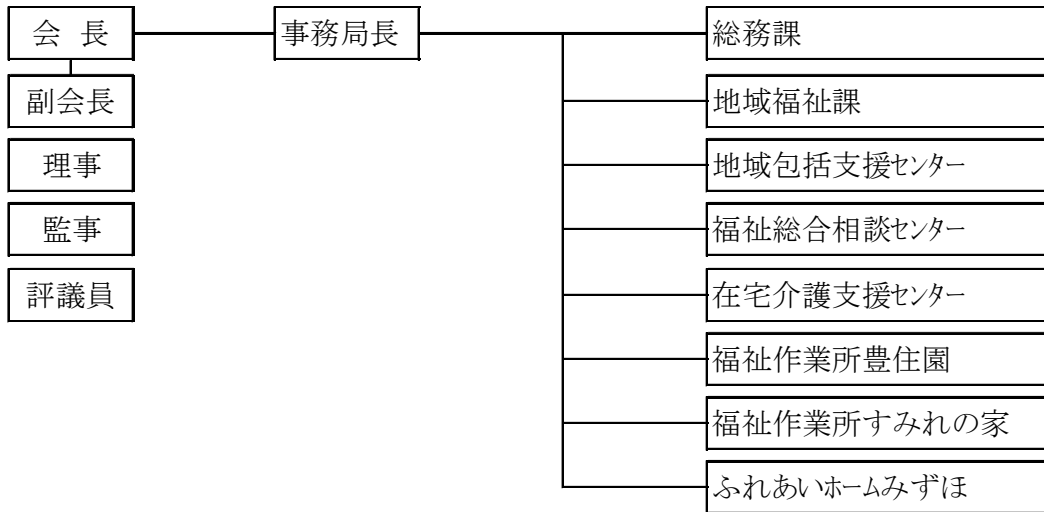 会 長
事務局長
総務課
副会長
地域福祉課
理事
地域包括支援ｾﾝﾀｰ
監事
福祉総合相談ｾﾝﾀｰ
評議員
在宅介護支援ｾﾝﾀｰ
福祉作業所豊住園
福祉作業所すみれの家
ふれあいﾎｰﾑみずほ